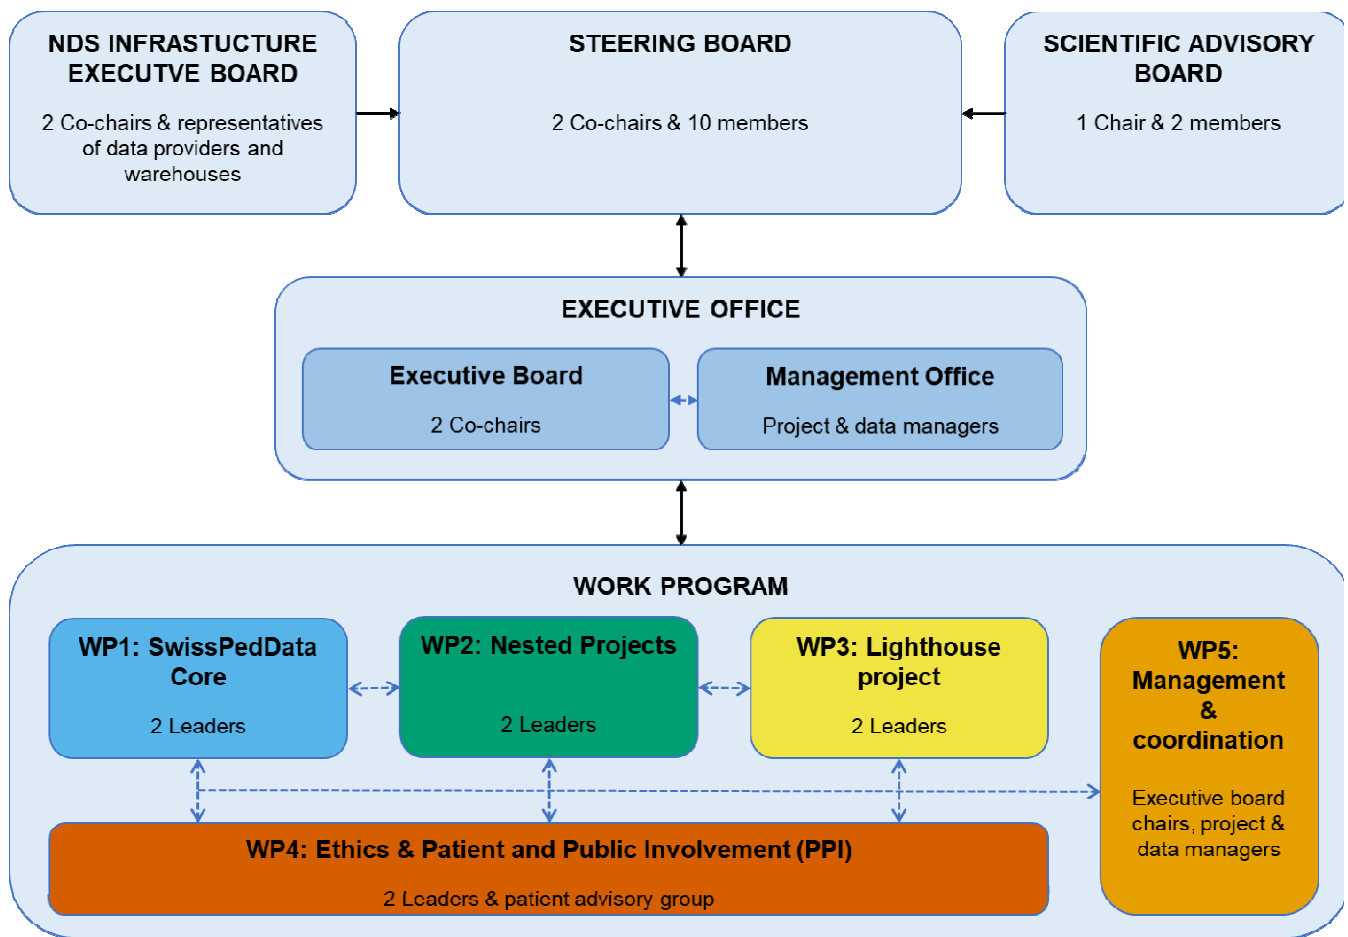 NDS INFRASTUCTURE
EXECUTVE BOARD
2 Co-chairs & representatives
of data providers and
warehouses
STEERING BOARD
2 Co-chairs & 10 members
SCIENTIFIC ADVISORY
BOARD
1 Chair & 2 members
EXECUTIVE OFFICE
Executive Board
2 Co-chairs
Management Office
Project & data managers
WORK PROGRAM
WP1: SwissPedData
Core
2 Leaders
WP2: Nested Projects
2 Leaders
WP3: Lighthouse
project
2 Leaders
WP5:
Management
&
coordination
Executive board
chairs, project &
data managers
WP4: Ethics & Patient and Public Involvement (PPI)
2 Leaders & patient advisory group